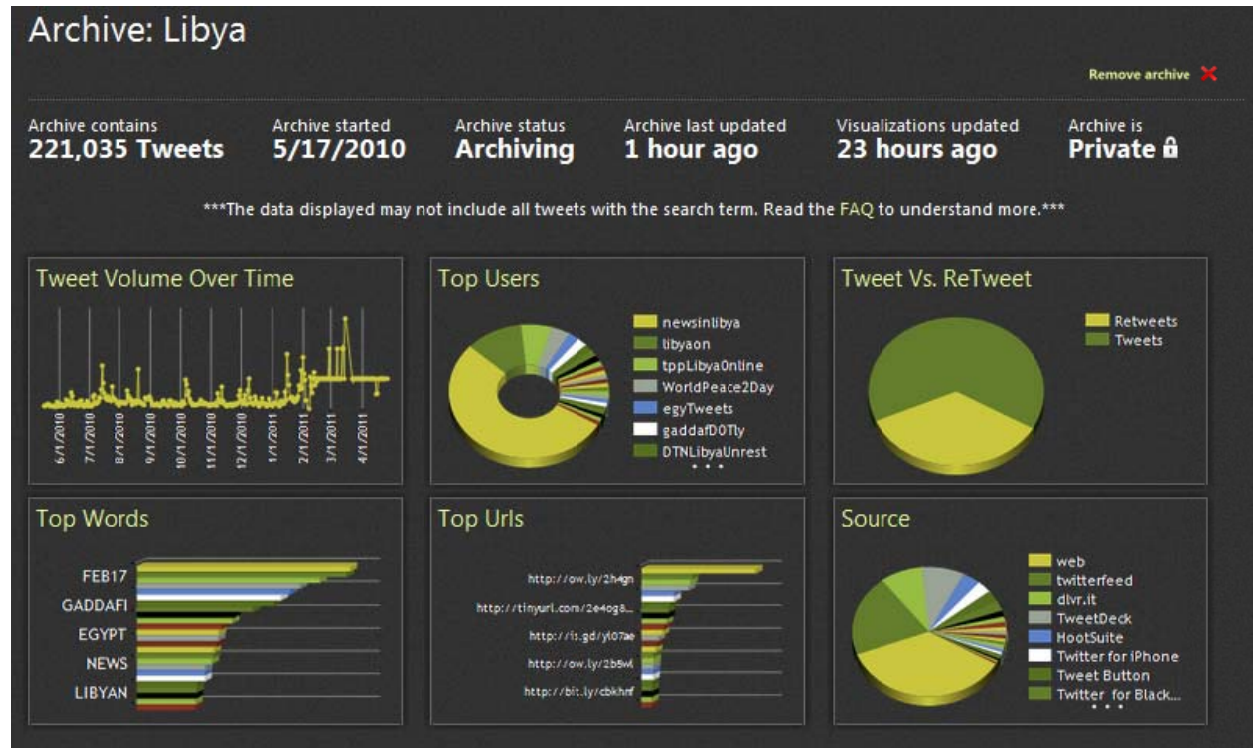 Archive: Libya
Remove archive
Archive contains
221,035 Tweets
Archive started
5/17/2010
Archive status
Archiving
Archive last updated
1 hour ago
Visualizations updated
23 hours ago
Archive is
Private
***The data displayed may not include all tweets with the search term. Read the FAQ to understand more.***
Tweet Volume Over Time
6/1/2010
7/1/2010
8/1/2010
9/1/2010
10/1/2010
11/1/2010
12/1/2010
1/1/2011
2/1/2011
3/1/2011
4/1/2011
Top Users
newsinlibya
libyaon
tppLibyaOnline
WorldPeace2Day
egyTweets
gaddafD0Tly
DTNLibyaUnrest
• • •
Tweet Vs. ReTweet
Retweets
Tweets
Top Words
FEB17
GADDAFI
EGYPT
NEWS
LIBYAN
Top Urls
http://ow.ly/2h4gn
http://tinyurl.com/2e4og8...
http://is.gd/yl07ae
http://ow.ly/2b5wl
http://bit.ly/cbkhnf
Source
web
twitterfeed
dlvr.it
TweetDeck
HootSuite
Twitter for iPhone
Tweet Button
Twitter for Black...
• • •